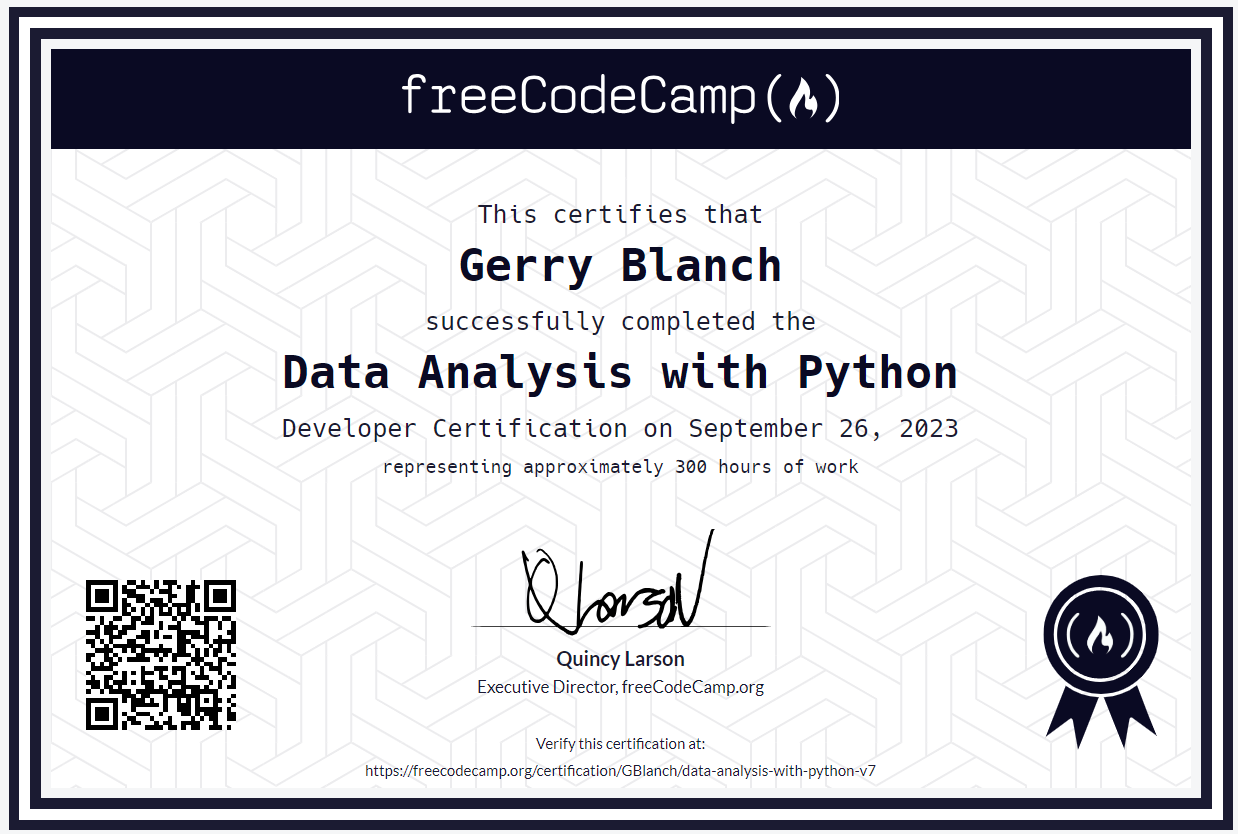 freeCodeCamp
This certifies that
Gerry Blanch
successfully completed the
Data Analysis with Python
Developer Certification on September 26, 2023
representing approximately 300 hours of work
QLarson
Quincy Larson
Executive Director, freeCodeCamp.org
Verify this certification at:
https://freecodecamp.org/certification/GBlanch/data-analysis-with-python-v7